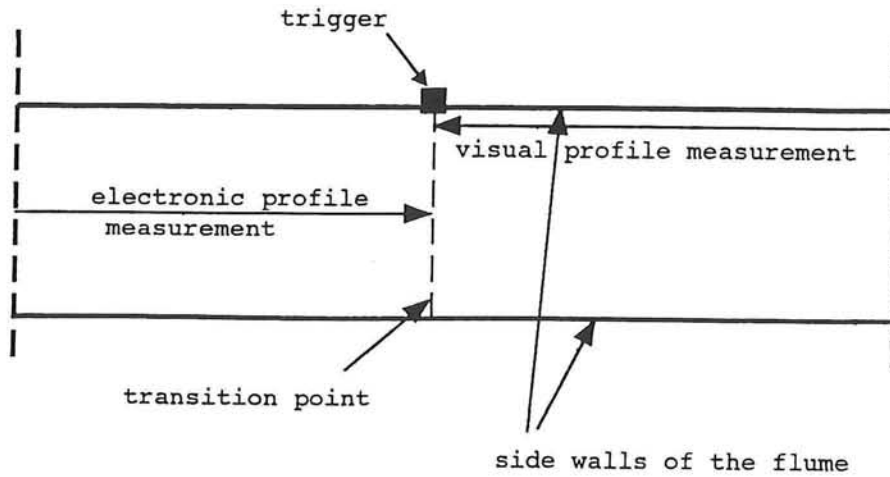 trigger
visual profile measurement
electronic profile
measurement
transition point
side walls of the flume